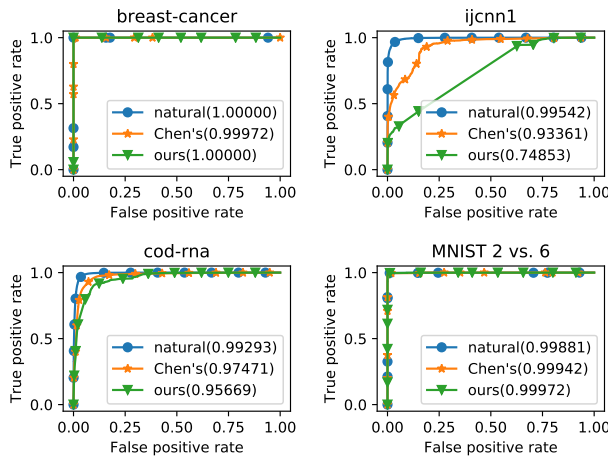 breast-cancer
True positive rate
1.0
0.5
0.0
natural(1.00000)
Chen's(0.99972)
ours(1.00000)
0.00 0.25 0.50 0.75 1.00
False positive rate
ijcnn1
True positive rate
1.0
0.5
0.0
natural(0.99542)
Chen's(0.93361)
ours(0.74853)
0.00 0.25 0.50 0.75 1.00
False positive rate
cod-rna
True positive rate
1.0
0.5
0.0
natural(0.99293)
Chen's(0.97471)
ours(0.95669)
0.00 0.25 0.50 0.75 1.00
False positive rate
MNIST 2 vs. 6
True positive rate
1.0
0.5
0.0
natural(0.99881)
Chen's(0.99942)
ours(0.99972)
0.00 0.25 0.50 0.75 1.00
False positive rate